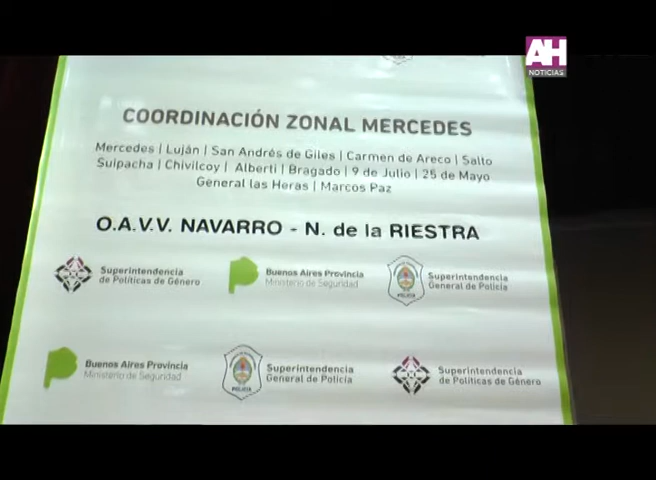 AH
NOTICIAS
COORDINACIÓN ZONAL MERCEDES
Mercedes | Luján | San Andrés de Giles | Carmen de Areco | Salto
Suipacha | Chivilcoy | Alberti | Bragado | 9 de Julio | 25 de Mayo
General las Heras | Marcos Paz
O.A.V.V. NAVARRO - N. de la RIESTRA
Superintendencia
de Políticas de Género
Buenos Aires Provincia
Ministerio de Seguridad
POLICIA
Superintendencia
General de Policía
Buenos Aires Provincia
Ministerio de Seguridad
POLICIA
Superintendencia
General de Policía
Superintendencia
de Políticas de Género